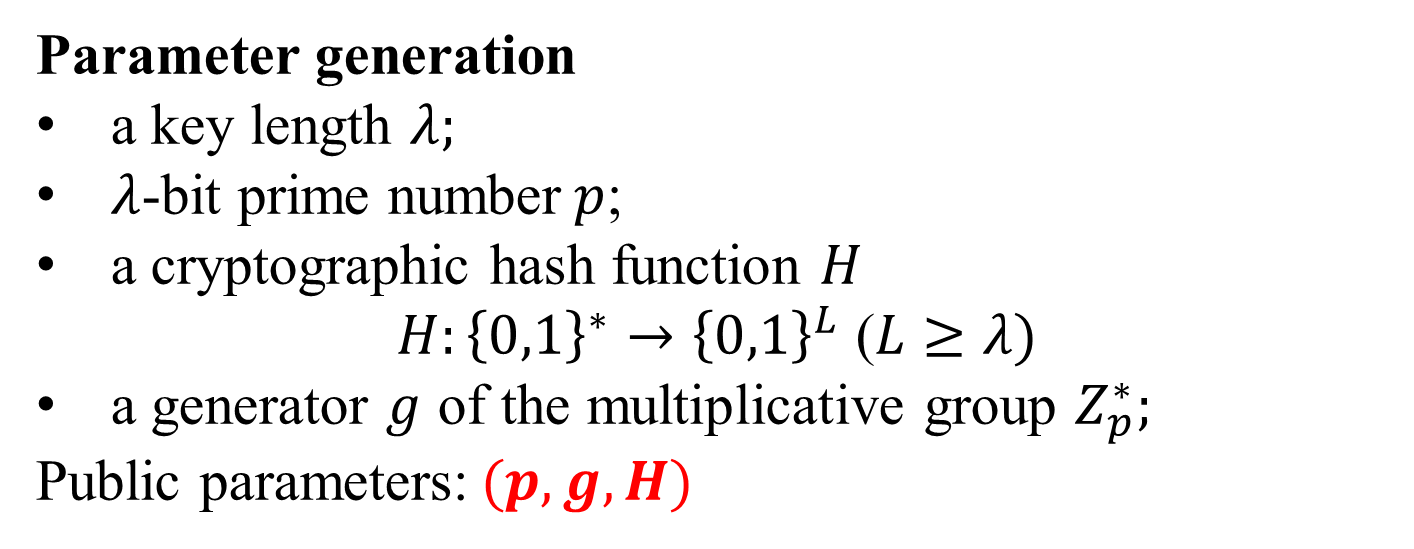 Parameter generation
• a key length λ;
• λ-bit prime number p;
• a cryptographic hash function H
H: {0,1}* → {0,1}^L (L ≥ λ)
• a generator g of the multiplicative group Z_p^*;
Public parameters: (p, g, H)